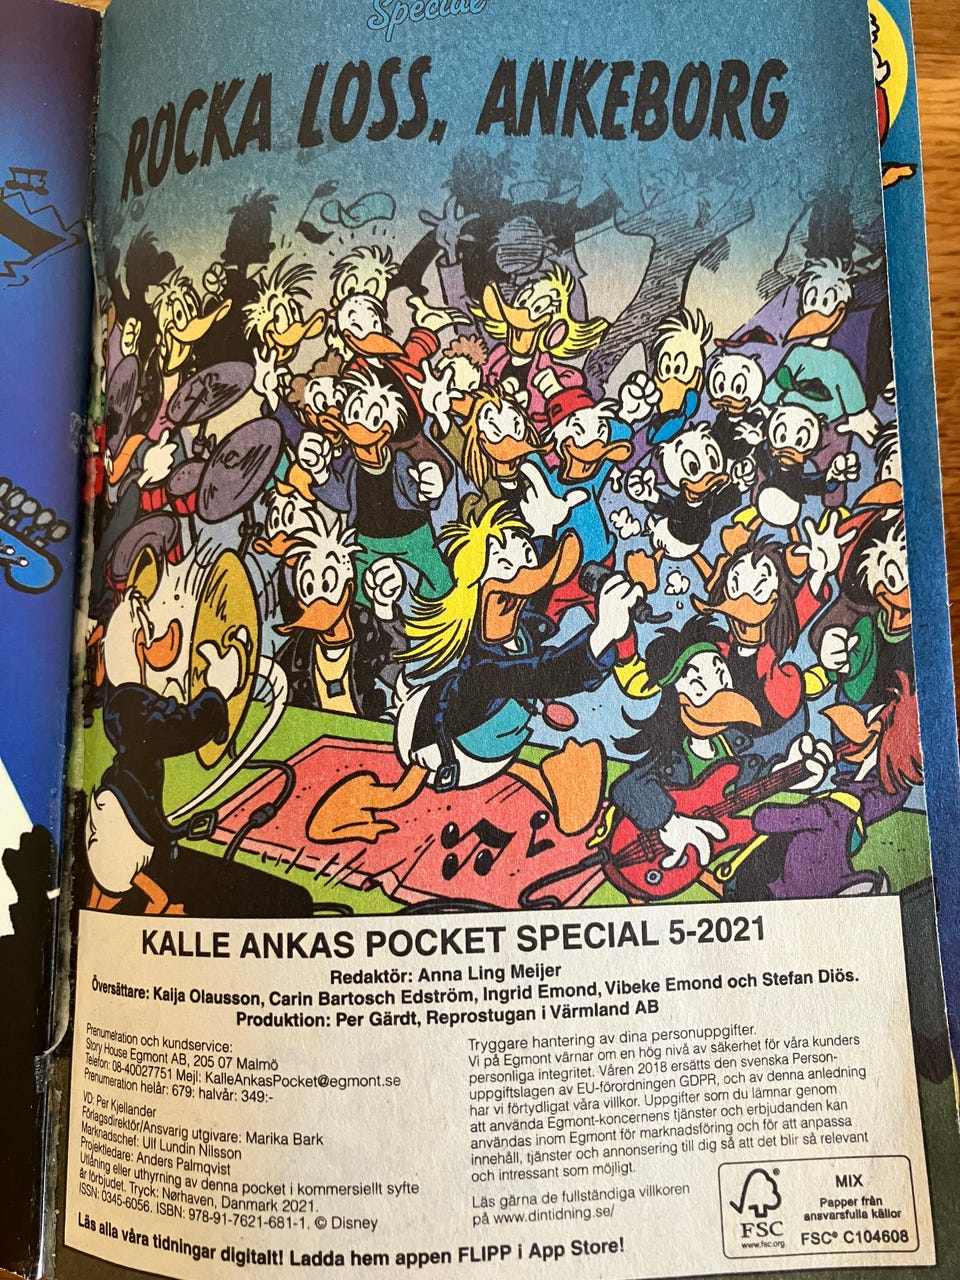 Special
ROCKA LOSS, ANKEBORG
KALLE ANKAS POCKET SPECIAL 5-2021
Redaktör: Anna Ling Meijer
Översättare: Kaija Olausson, Carin Bartosch Edström, Ingrid Emond, Vibeke Emond och Stefan Diös.
Produktion: Per Gärdt, Reprostugan i Värmland AB
Prenumeration och kundservice:
Story House Egmont AB, 205 07 Malmö
Telefon: 08-40027751 Mejl: KalleAnkasPocket@egmont.se
Prenumeration helår: 679: halvår: 349:-
VD: Per Kjellander
Förlagsdirektör/Ansvarig utgivare: Marika Bark
Marknadschef: Ulf Lundin Nilsson
Projektledare: Anders Palmqvist
Utlåning eller uthyrning av denna pocket i kommersiellt syfte
är förbjudet. Tryck: Nørhaven, Danmark 2021.
ISSN: 0345-6056. ISBN: 978-91-7621-681-1. © Disney
Läs alla våra tidningar digitalt! Ladda hem appen FLIPP i App Store!
Tryggare hantering av dina personuppgifter.
Vi på Egmont värnar om en hög nivå av säkerhet för våra kunders
personliga integritet. Våren 2018 ersätts den svenska Person-
uppgiftslagen av EU-förordningen GDPR, och av denna anledning
har vi förtydligat våra villkor. Uppgifter som du lämnar genom
att använda Egmont-koncernens tjänster och erbjudanden kan
användas inom Egmont för marknadsföring och för att anpassa
innehåll, tjänster och annonsering till dig så att det blir så relevant
och intressant som möjligt.
Läs gärna de fullständiga villkoren
på www.dintidning.se/
FSC
www.fsc.org
MIX
Papper från
ansvarsfulla källor
FSC® C104608